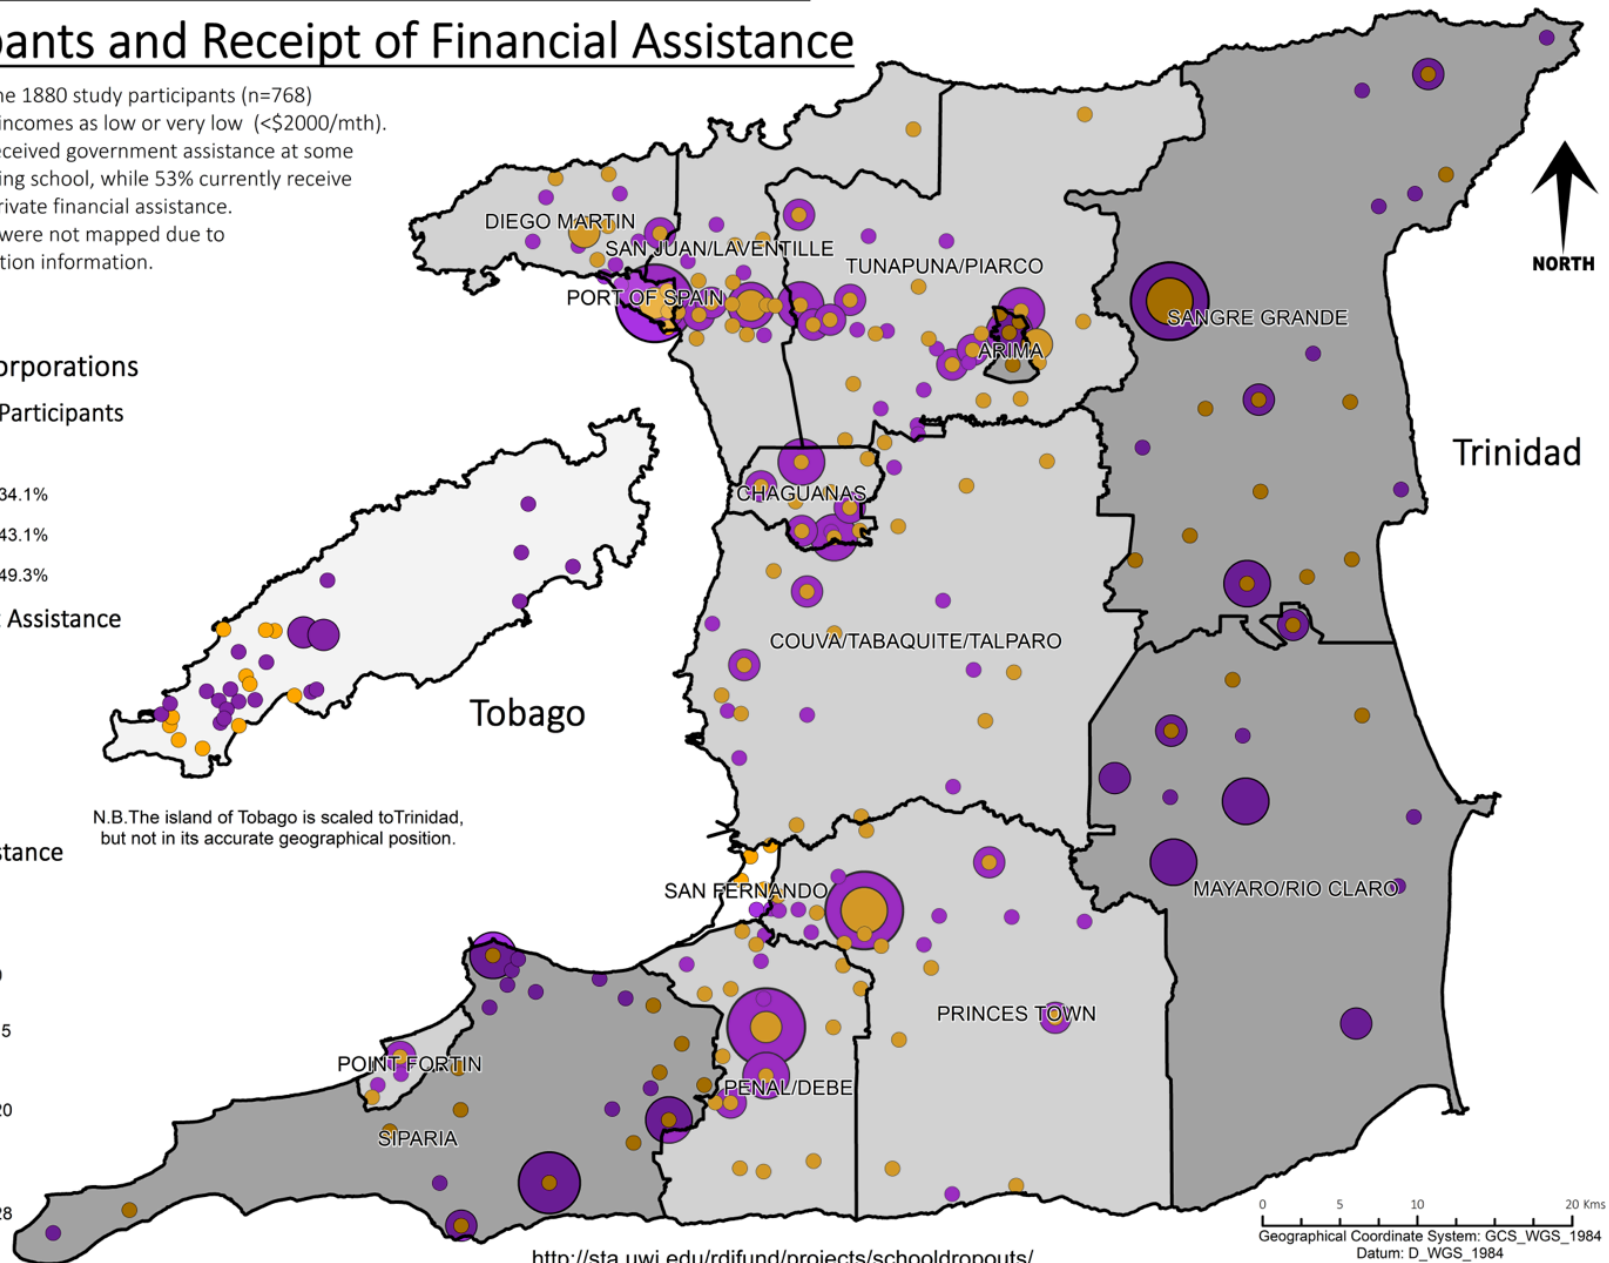 pants and Receipt of Financial Assistance
he 1880 study participants (n=768)
incomes as low or very low (<$2000/mth).
eceived government assistance at some
ing school, while 53% currently receive
rivate financial assistance.
were not mapped due to
tion information.
NORTH
DIEGO MARTIN
SAN JUAN/LAVENTILLE
TUNAPUNA/PIARCO
PORT OF SPAIN
SANGRE GRANDE
ARIMA
orporations
Participants
Trinidad
34.1%
CHAGUANAS
43.1%
49.3%
Assistance
COUVA/TABAQUITE/TALPARO
Tobago
N.B.The island of Tobago is scaled toTrinidad,
but not in its accurate geographical position.
stance
SAN FERNANDO
MAYARO/RIO CLARO
5
PRINCES TOWN
POINT FORTIN
PENAL/DEBE
20
SIPARIA
28
0 5 10 20 Kms
Geographical Coordinate System: GCS_WGS_1984
Datum: D_WGS_1984
http://sta.uwi.edu/rdifund/projects/schooldropouts/